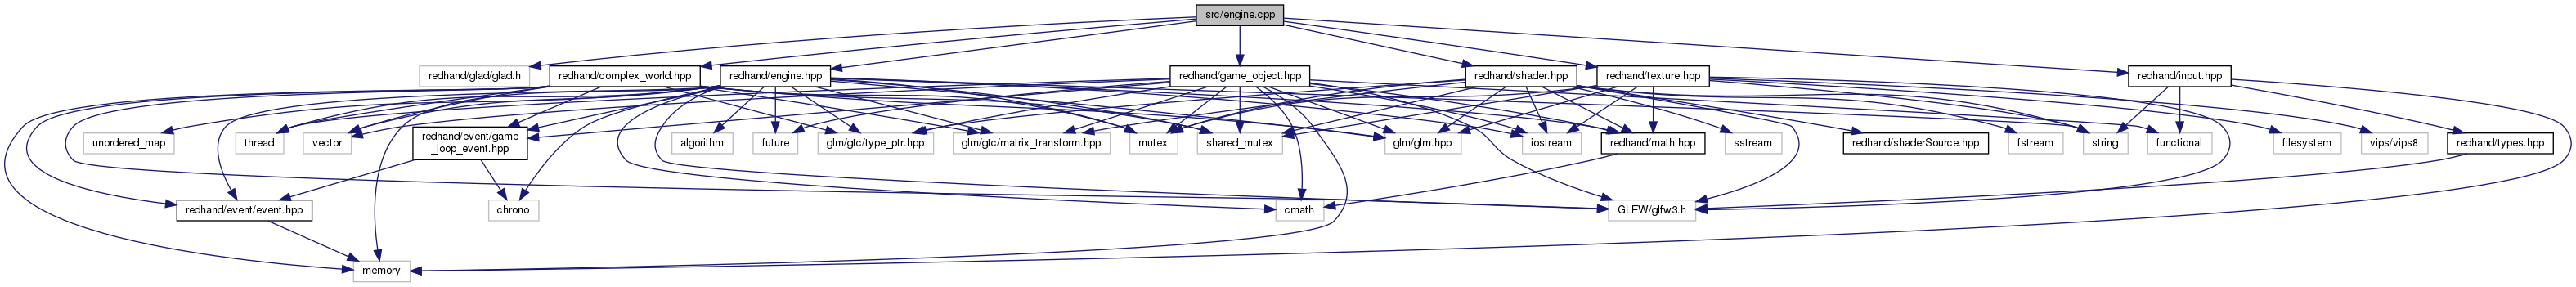 src/engine.cpp
redhand/glad/glad.h
redhand/complex_world.hpp
redhand/engine.hpp
redhand/game_object.hpp
redhand/shader.hpp
redhand/texture.hpp
redhand/input.hpp
unordered_map
thread
vector
redhand/event/game
_loop_event.hpp
algorithm
future
glm/gtc/type_ptr.hpp
glm/gtc/matrix_transform.hpp
mutex
shared_mutex
glm/glm.hpp
iostream
redhand/math.hpp
sstream
redhand/shaderSource.hpp
fstream
string
functional
filesystem
vips/vips8
redhand/types.hpp
redhand/event/event.hpp
chrono
cmath
GLFW/glfw3.h
memory